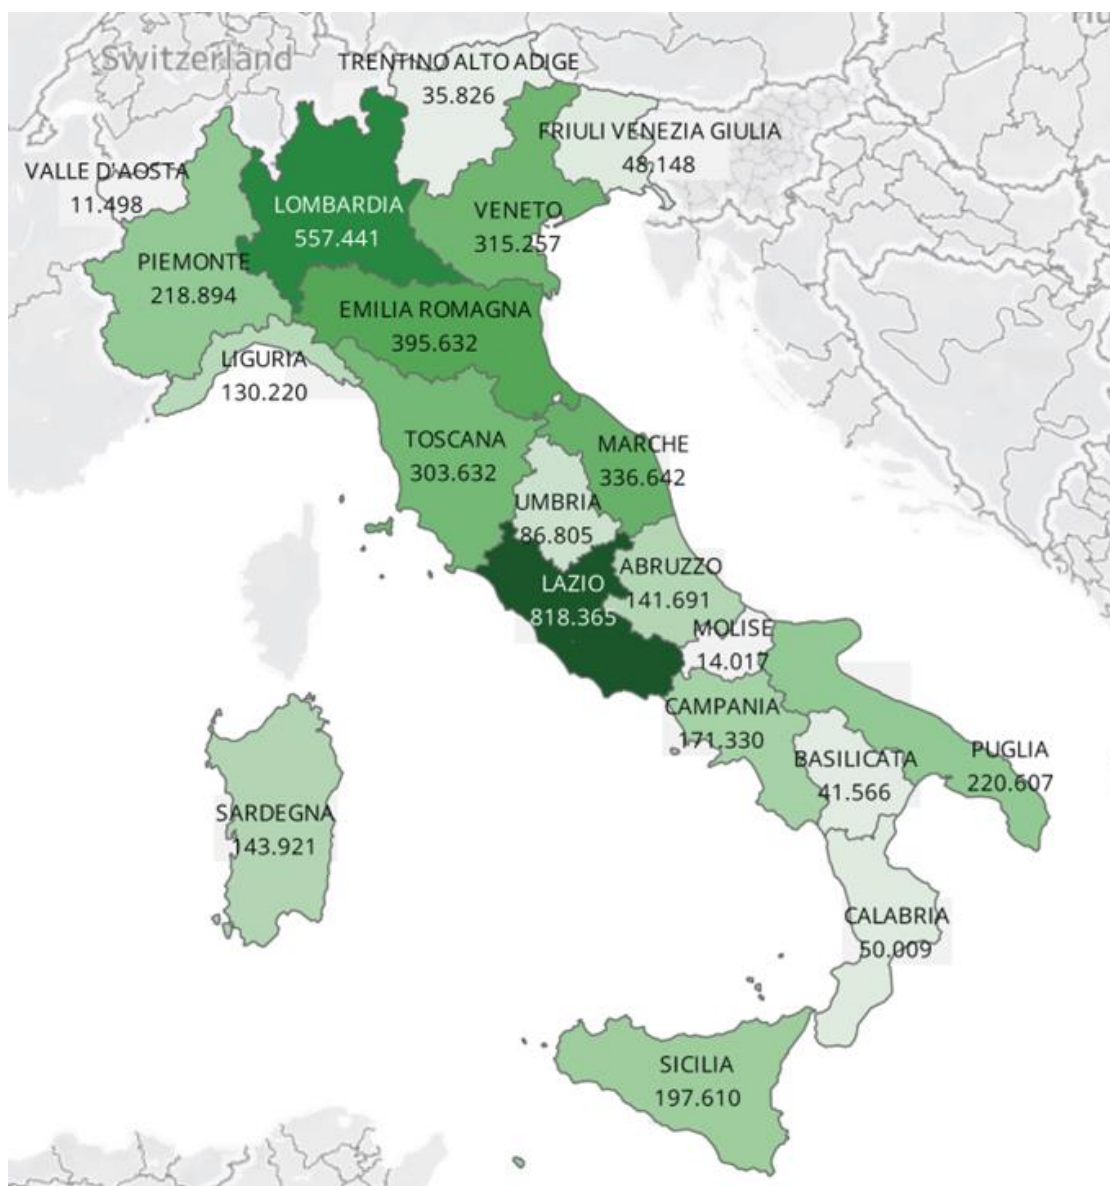 Switzerland
TRENTINO ALTO ADIGE
35.826
FRIULI VENEZIA GIULIA
48.148
VALLE D'AOSTA
11.498
LOMBARDIA
557.441
VENETO
315.257
PIEMONTE
218.894
EMILIA ROMAGNA
395.632
LIGURIA
130.220
TOSCANA
303.632
MARCHE
336.642
UMBRIA
86.805
ABRUZZO
141.691
LAZIO
818.365
MOLISE
14.017
CAMPANIA
171.330
BASILICATA
41.566
PUGLIA
220.607
SARDEGNA
143.921
CALABRIA
50.009
SICILIA
197.610